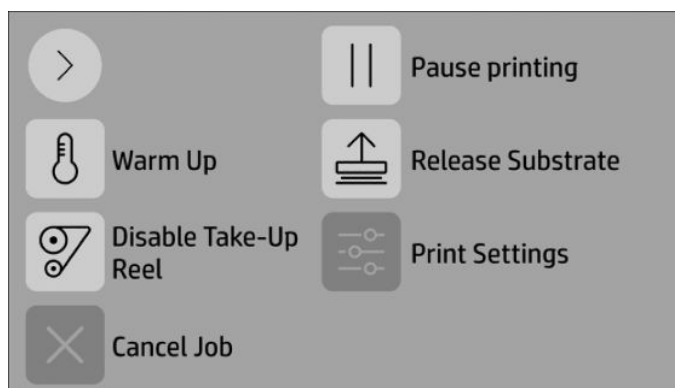 Pause printing
Warm Up
Release Substrate
Disable Take-Up
Reel
Print Settings
Cancel Job